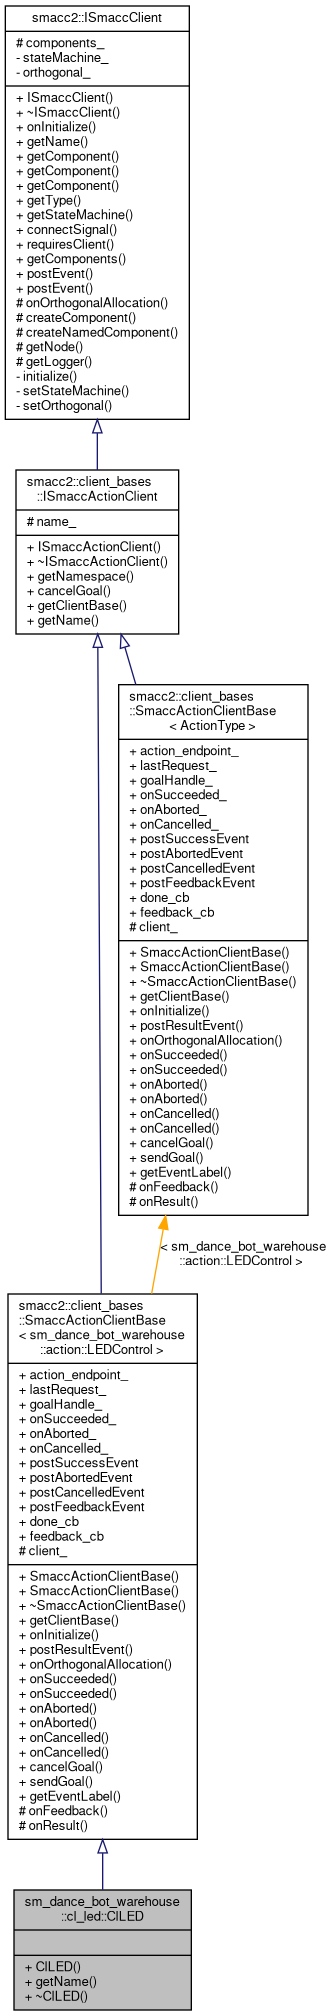 smacc2::ISmaccClient
# components_
- stateMachine_
- orthogonal_
+ ISmaccClient()
+ ~ISmaccClient()
+ onInitialize()
+ getName()
+ getComponent()
+ getComponent()
+ getComponent()
+ getType()
+ getStateMachine()
+ connectSignal()
+ requiresClient()
+ getComponents()
+ postEvent()
+ postEvent()
# onOrthogonalAllocation()
# createComponent()
# createNamedComponent()
# getNode()
# getLogger()
- initialize()
- setStateMachine()
- setOrthogonal()
smacc2::client_bases
::ISmaccActionClient
# name_
+ ISmaccActionClient()
+ ~ISmaccActionClient()
+ getNamespace()
+ cancelGoal()
+ getClientBase()
+ getName()
smacc2::client_bases
::SmaccActionClientBase
< ActionType >
+ action_endpoint_
+ lastRequest_
+ goalHandle_
+ onSucceeded_
+ onAborted_
+ onCancelled_
+ postSuccessEvent
+ postAbortedEvent
+ postCancelledEvent
+ postFeedbackEvent
+ done_cb
+ feedback_cb
# client_
+ SmaccActionClientBase()
+ SmaccActionClientBase()
+ ~SmaccActionClientBase()
+ getClientBase()
+ onInitialize()
+ postResultEvent()
+ onOrthogonalAllocation()
+ onSucceeded()
+ onSucceeded()
+ onAborted()
+ onAborted()
+ onCancelled()
+ onCancelled()
+ cancelGoal()
+ sendGoal()
+ getEventLabel()
# onFeedback()
# onResult()
< sm_dance_bot_warehouse
::action::LEDControl >
smacc2::client_bases
::SmaccActionClientBase
< sm_dance_bot_warehouse
::action::LEDControl >
+ action_endpoint_
+ lastRequest_
+ goalHandle_
+ onSucceeded_
+ onAborted_
+ onCancelled_
+ postSuccessEvent
+ postAbortedEvent
+ postCancelledEvent
+ postFeedbackEvent
+ done_cb
+ feedback_cb
# client_
+ SmaccActionClientBase()
+ SmaccActionClientBase()
+ ~SmaccActionClientBase()
+ getClientBase()
+ onInitialize()
+ postResultEvent()
+ onOrthogonalAllocation()
+ onSucceeded()
+ onSucceeded()
+ onAborted()
+ onAborted()
+ onCancelled()
+ onCancelled()
+ cancelGoal()
+ sendGoal()
+ getEventLabel()
# onFeedback()
# onResult()
sm_dance_bot_warehouse
::cl_led::ClLED
+ ClLED()
+ getName()
+ ~ClLED()